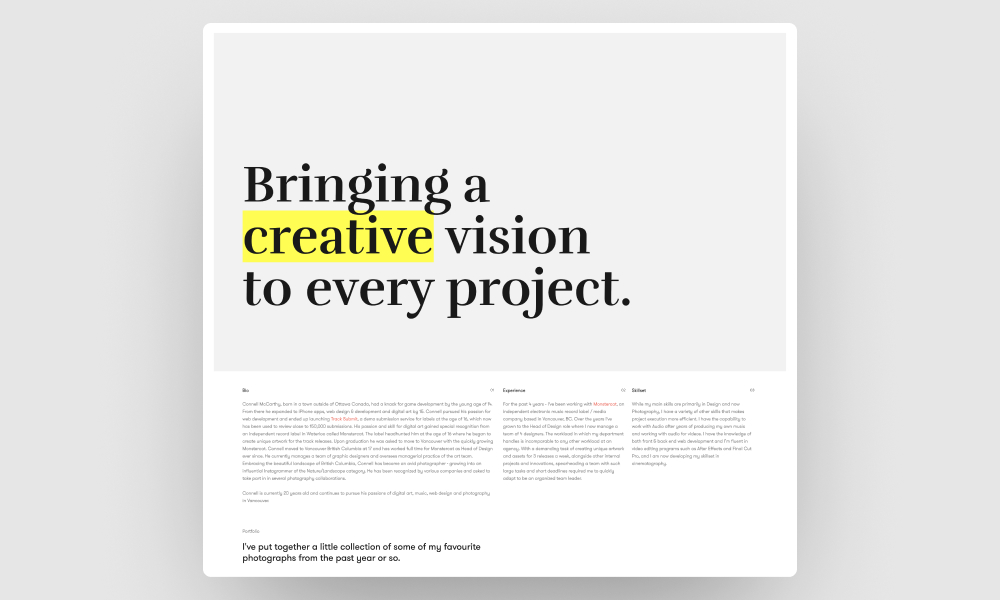 Bringing a
creative vision
to every project.
Bio
01
Connell McCarthy, born in a town outside of Ottawa Canada, had a knack for game development by the young age of 14.
From there he expanded to iPhone apps, web design & development and digital art by 15. Connell pursued his passion for
web development and ended up launching Track Submit, a demo submission service for labels at the age of 16 which now
has been used to review close to 150,000 submissions. His passion and skill for digital art gained special recognition from
an independent record label in Waterloo called Monstercat. The label headhunted him at the age of 16 where he began to
create unique artwork for the track releases. Upon graduation he was asked to move to Vancouver with the quickly growing
Monstercat. Connell moved to Vancouver British Columbia at 17 and has worked full time for Monstercat as Head of Design
ever since. He currently manages a team of graphic designers and oversees managerial practice of the art team.
Embracing the beautiful landscape of British Columbia, Connell has become an avid photographer - growing into an
influential Instagrammer of the Nature/Landscape category. He has been recognized by various companies and asked to
take part in in several photography collaborations.
Connell is currently 20 years old and continues to pursue his passions of digital art, music, web design and photography
in Vancouver.
Experience
02
For the past 4 years - I've been working with Monstercat, an
independent electronic music record label / media
company based in Vancouver, BC. Over the years I've
grown to the Head of Design role where I now manage a
team of 4 designers. The workload in which my department
handles is incomparable to any other workload at an
agency. With a demanding task of creating unique artwork
and assets for 3 releases a week, alongside other internal
projects and innovations, spearheading a team with such
large tasks and short deadlines required me to quickly
adapt to be an organized team leader.
Skillset
03
While my main skills are primarily in Design and now
Photography, I have a variety of other skills that makes
project execution more efficient. I have the capability to
work with Audio after years of producing my own music
and working with audio for videos. I have the knowledge of
both front & back end web development and I'm fluent in
video editing programs such as After Effects and Final Cut
Pro, and I am now developing my skillset in
cinematography.
Portfolio
I've put together a little collection of some of my favourite
photographs from the past year or so.